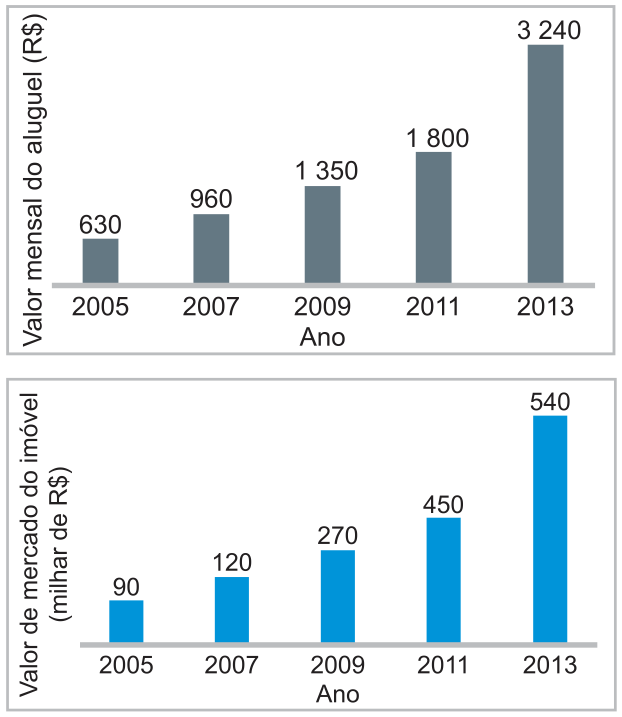 Valor mensal do aluguel (R$)
3 240
1 800
1 350
960
630
2005 2007 2009 2011 2013
Ano
Valor de mercado do imóvel
(milhar de R$)
540
450
270
120
90
2005 2007 2009 2011 2013
Ano